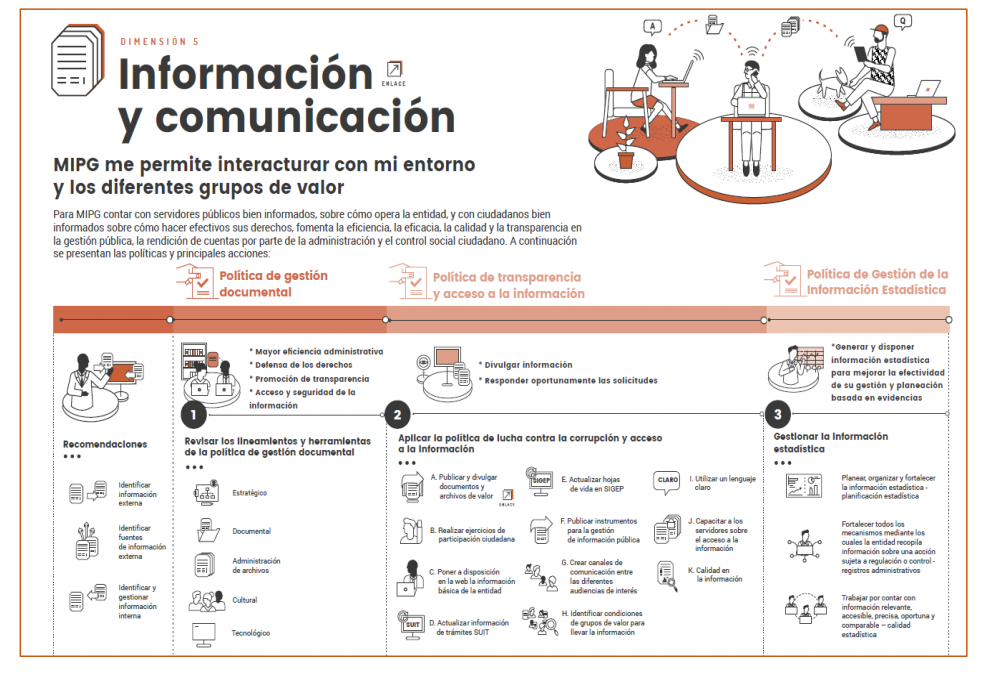 DIMENSIÓN 5
Información
y comunicación
ENLACE
A
Q
MIPG me permite interacturar con mi entorno
y los diferentes grupos de valor
Para MIPG contar con servidores públicos bien informados, sobre cómo opera la entidad, y con ciudadanos bien
informados sobre cómo hacer efectivos sus derechos, fomenta la eficiencia, la eficacia, la calidad y la transparencia en
la gestión pública, la rendición de cuentas por parte de la administración y el control social ciudadano. A continuación
se presentan las políticas y principales acciones:
Política de gestión
documental
Política de transparencia
y acceso a la información
Política de Gestión de la
Información Estadística
* Mayor eficiencia administrativa
* Defensa de los derechos
* Promoción de transparencia
* Acceso y seguridad de la
información
* Divulgar información
* Responder oportunamente las solicitudes
*Generar y disponer
información estadística
para mejorar la efectividad
de su gestión y planeación
basada en evidencias
1
2
3
Recomendaciones
Identificar
información
externa
Identificar
fuentes
de información
externa
Identificar y
gestionar
información
interna
Revisar los lineamientos y herramientas
de la política de gestión documental
Estratégico
Documental
Administración
de archivos
Cultural
Tecnológico
Aplicar la política de lucha contra la corrupción y acceso
a la información
A. Publicar y divulgar
documentos y
archivos de valor
ENLACE
B. Realizar ejercicios de
participación ciudadana
C. Poner a disposición
en la web la información
básica de la entidad
SUIT
D. Actualizar información
de trámites SUIT
SIGEP
E. Actualizar hojas
de vida en SIGEP
F. Publicar instrumentos
para la gestión
de información pública
G. Crear canales de
comunicación entre
las diferentes
audiencias de interés
H. Identificar condiciones
de grupos de valor para
llevar la información
CLARO
I. Utilizar un lenguaje
claro
J. Capacitar a los
servidores sobre
el acceso a la
información
K. Calidad en
la información
Gestionar la Información
estadística
Planear, organizar y fortalecer
la información estadística -
planificación estadística
Fortalecer todos los
mecanismos mediante los
cuales la entidad recopila
información sobre una acción
sujeta a regulación o control -
registros administrativos
Trabajar por contar con
información relevante,
accesible, precisa, oportuna y
comparable – calidad
estadística